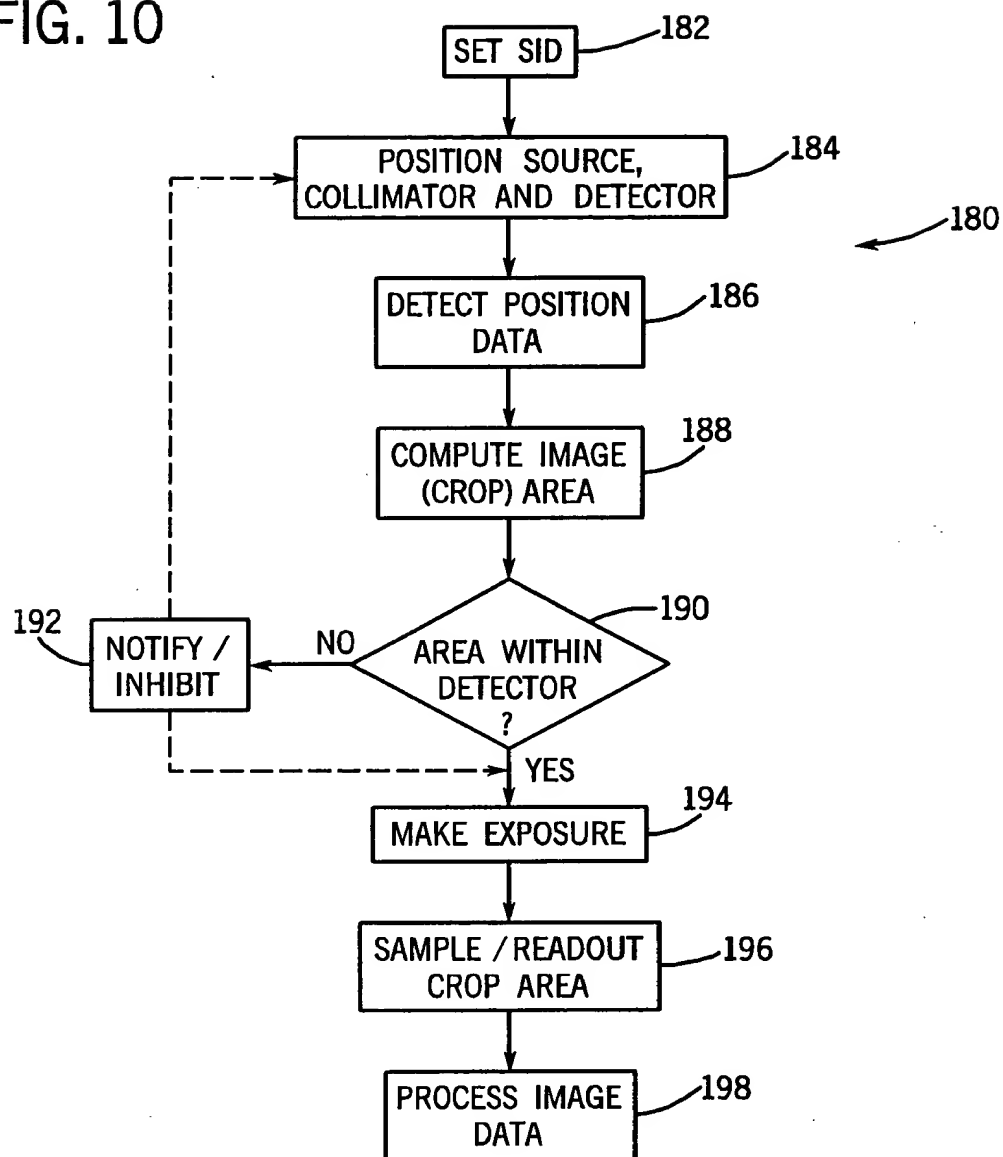 FIG. 10
SET SID
182
POSITION SOURCE,
COLLIMATOR AND DETECTOR
184
180
DETECT POSITION
DATA
186
COMPUTE IMAGE
(CROP) AREA
188
AREA WITHIN
DETECTOR
?
190
192
NOTIFY /
INHIBIT
NO
YES
MAKE EXPOSURE
194
SAMPLE / READOUT
CROP AREA
196
PROCESS IMAGE
DATA
198